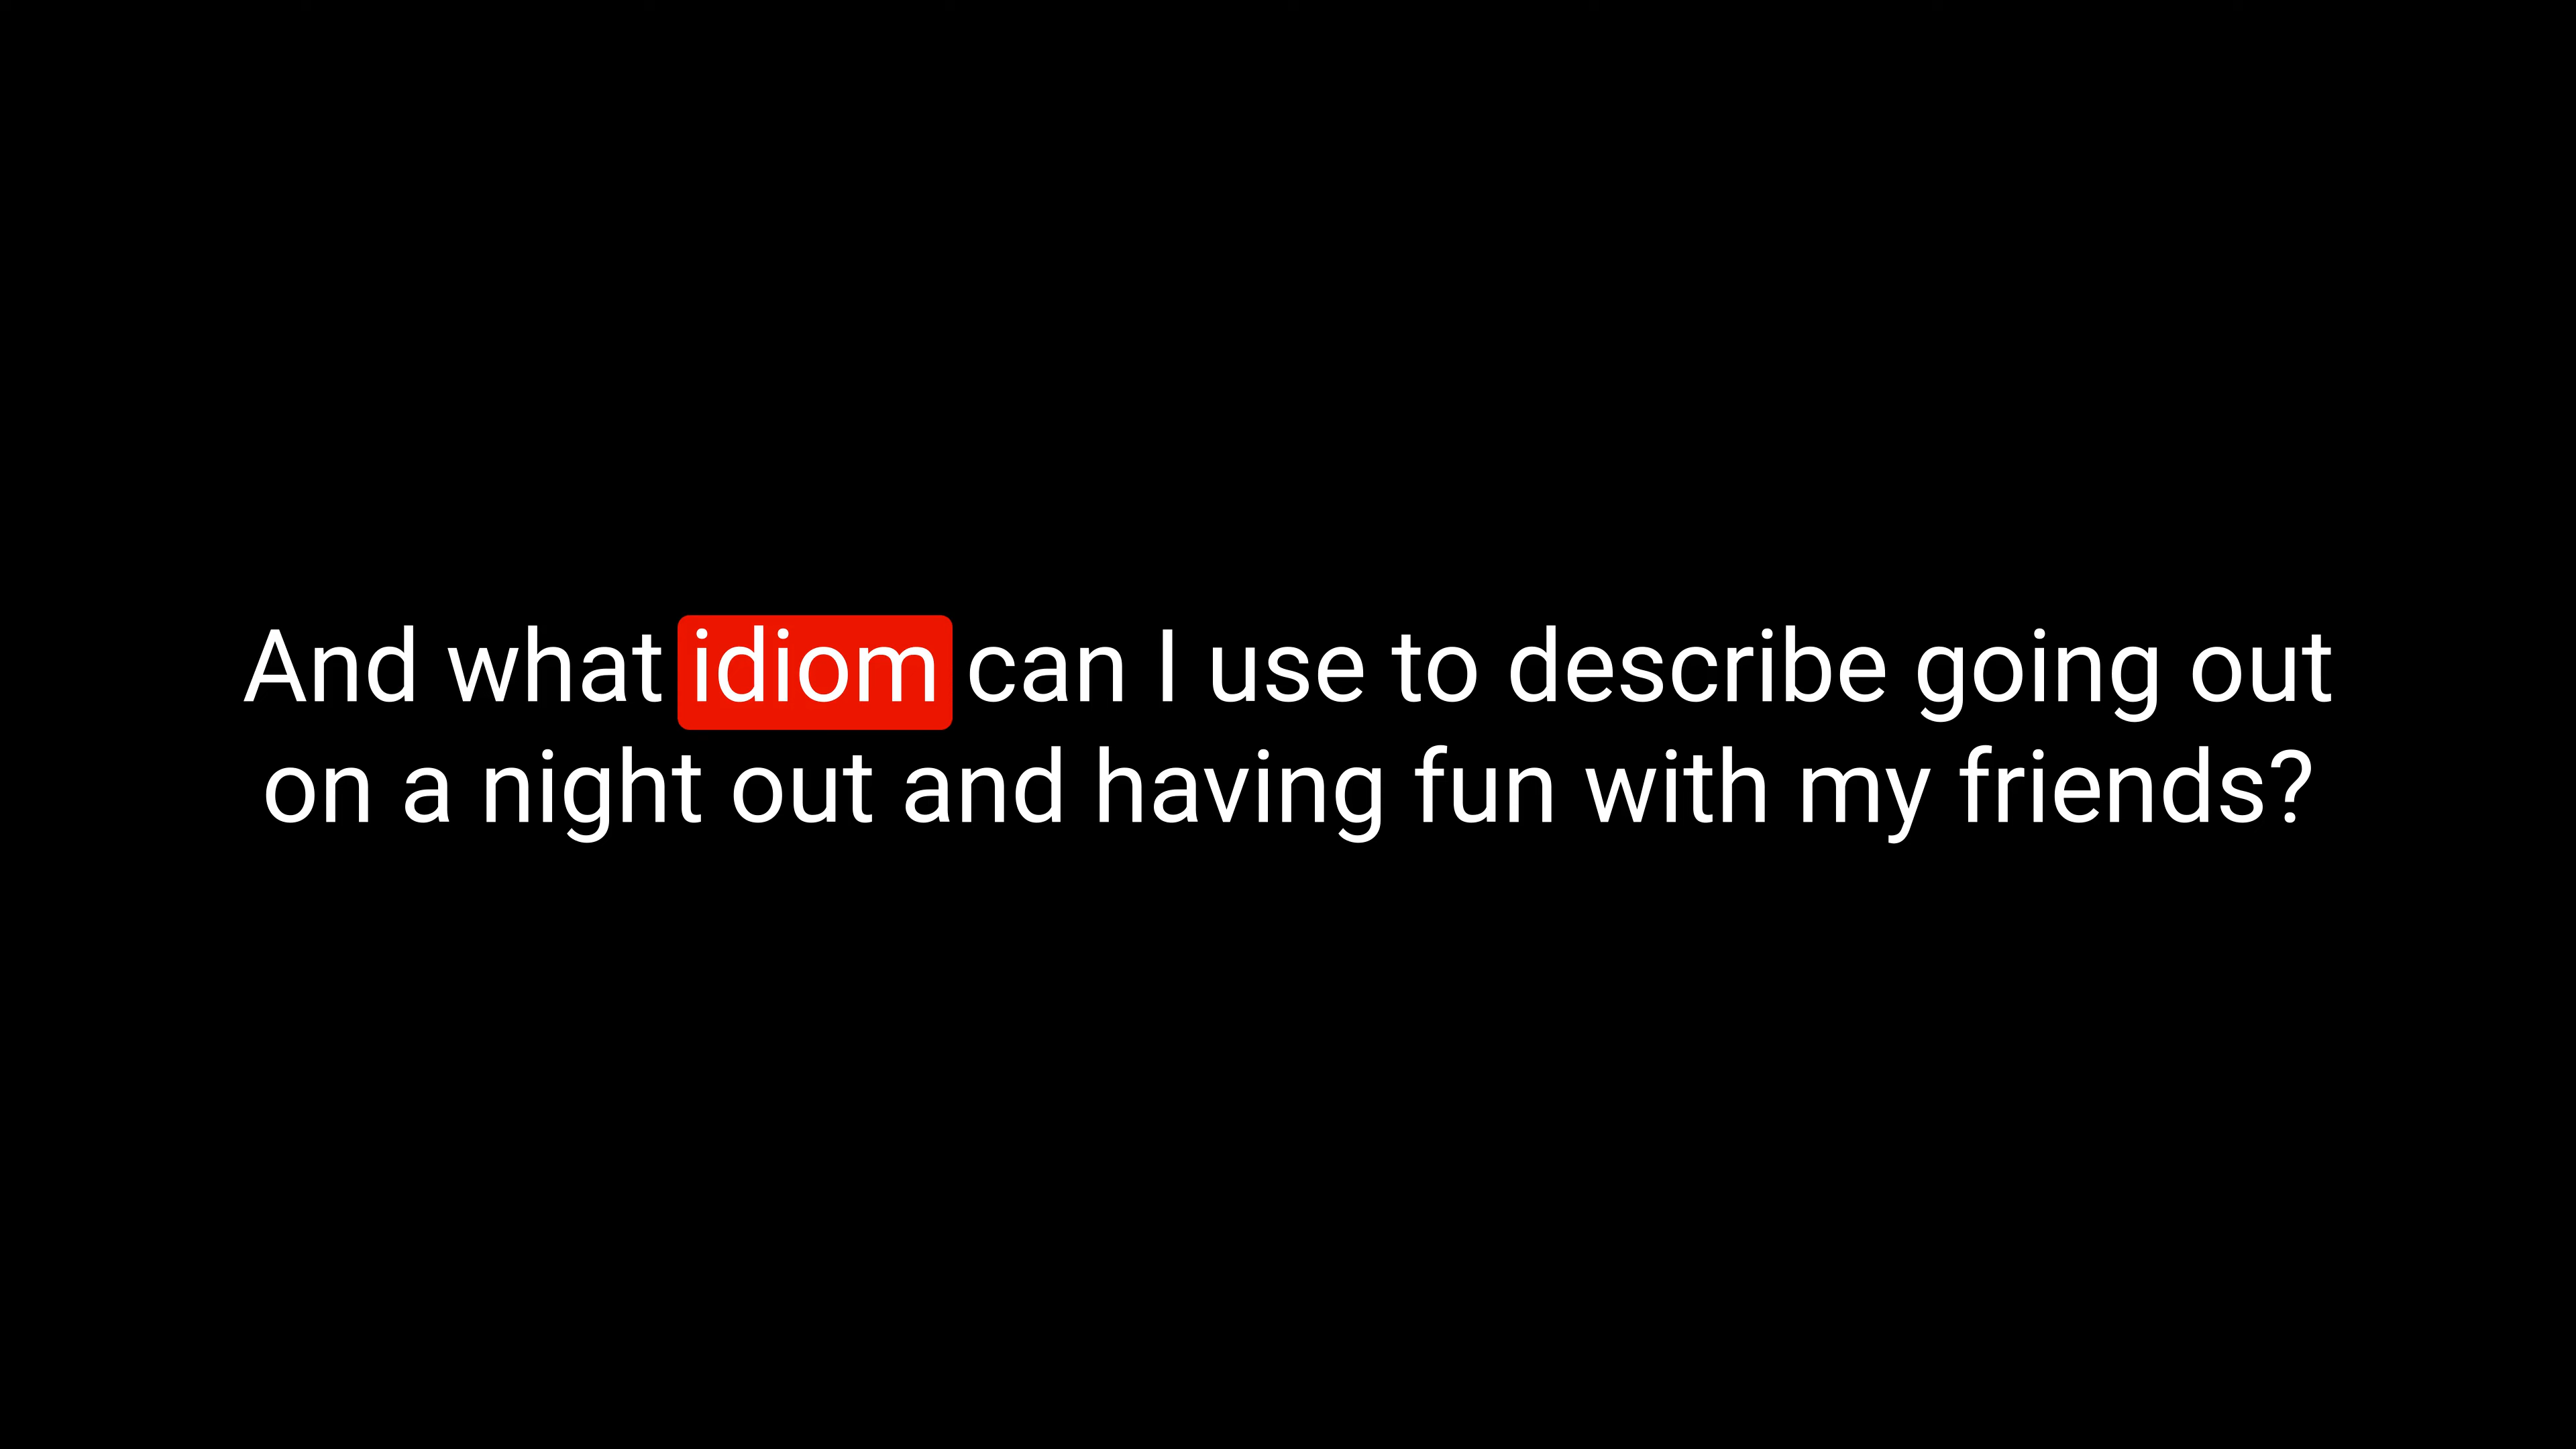 And what idiom can I use to describe going out
on a night out and having fun with my friends?